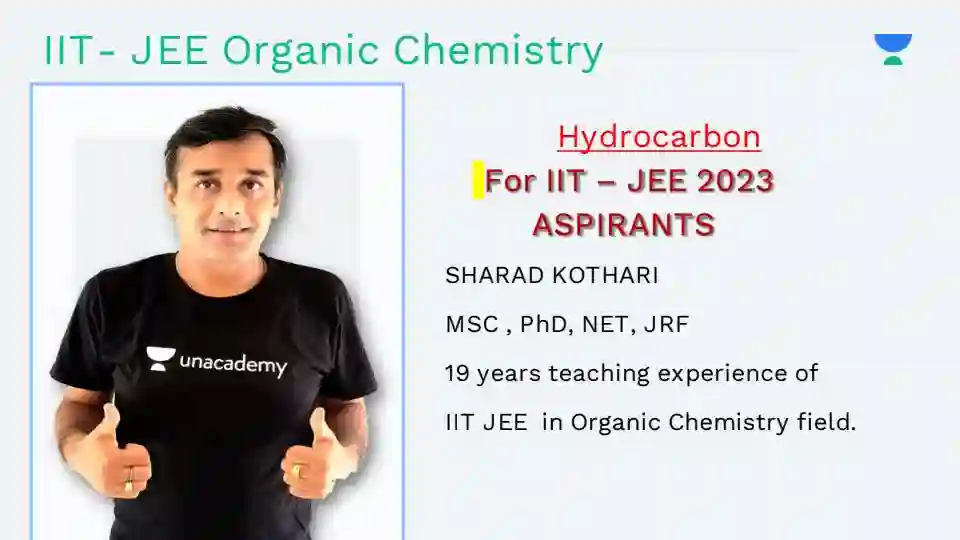 IIT- JEE Organic Chemistry
Hydrocarbon
For IIT – JEE 2023
ASPIRANTS
SHARAD KOTHARI
MSC , PhD, NET, JRF
19 years teaching experience of
IIT JEE in Organic Chemistry field.
unacademy